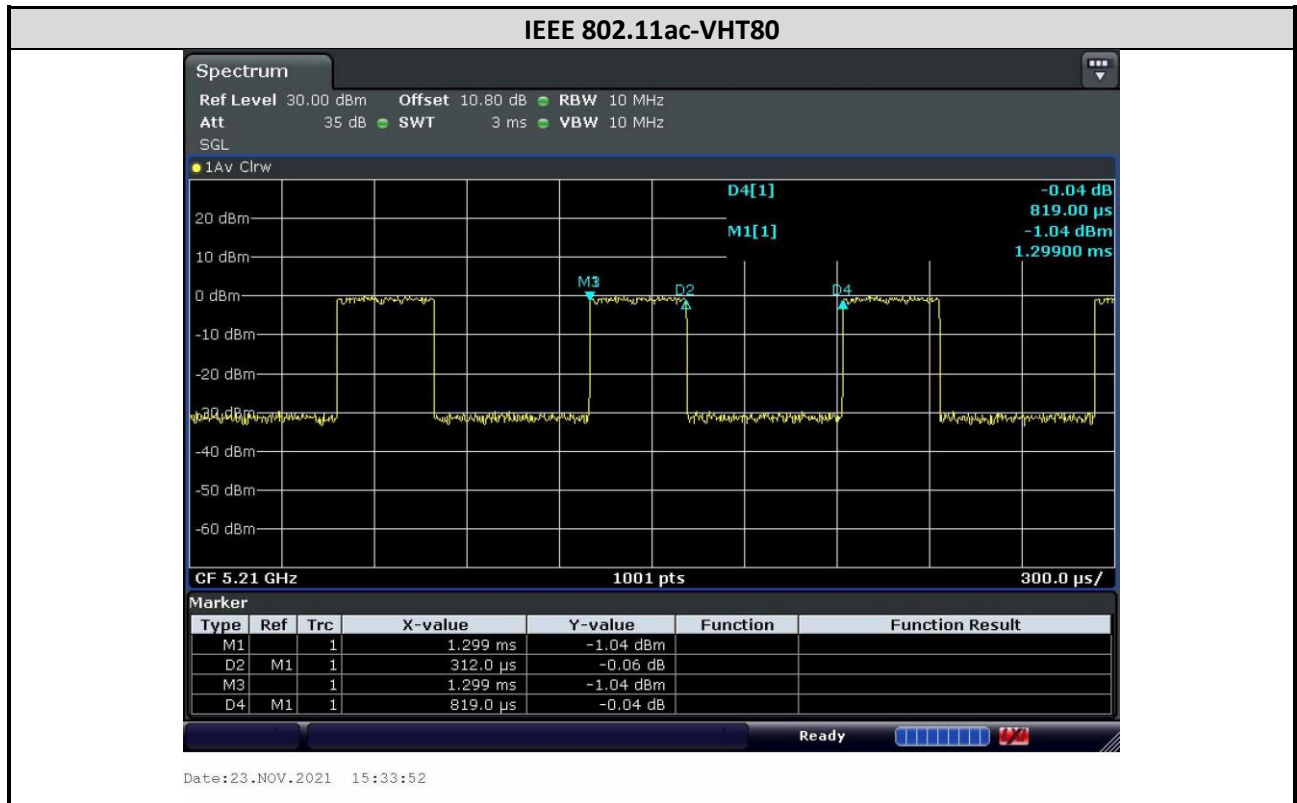 IEEE 802.11ac-VHT80
Spectrum
Ref Level 30.00 dBm Offset 10.80 dB RBW 10 MHz
Att 35 dB SWT 3 ms VBW 10 MHz
SGL
1Av Clrw
D4[1] -0.04 dB
819.00 µs
M1[1] -1.04 dBm
1.29900 ms
20 dBm
10 dBm
M3
D2
D4
0 dBm
-10 dBm
-20 dBm
-30 dBm
-40 dBm
-50 dBm
-60 dBm
CF 5.21 GHz 1001 pts 300.0 µs/
Marker
Type Ref Trc X-value Y-value Function Function Result
M1 1 1.299 ms -1.04 dBm
D2 M1 1 312.0 µs -0.06 dB
M3 1 1.299 ms -1.04 dBm
D4 M1 1 819.0 µs -0.04 dB
Ready
Date:23.NOV.2021 15:33:52